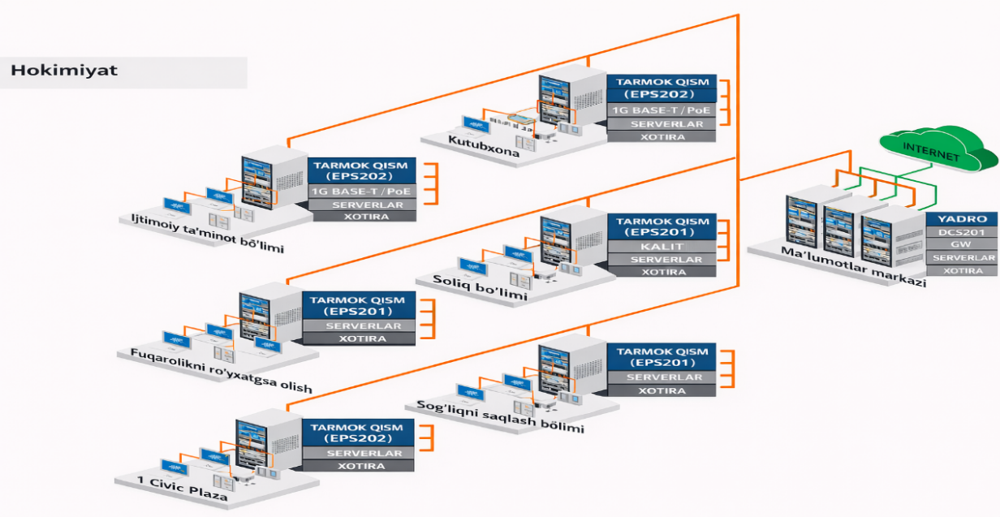 Hokimiyat
TARMOK QISM
(EPS202)
1G BASE-T / PoE
SERVERLAR
XOTIRA
Kutubxona
INTERNET
TARMOK QISM
(EPS202)
1G BASE-T / PoE
SERVERLAR
XOTIRA
Ijtimoiy ta'minot bŏ'limi
TARMOK QISM
(EPS201)
KALIT
SERVERLAR
XOTIRA
Soliq bo'limi
YADRO
DCS201
GW
SERVERLAR
XOTIRA
Ma'lumotlar markazi
TARMOK QISM
(EPS201)
SERVERLAR
XOTIRA
Fuqarolikni ro'yxatgsa olish
TARMOK QISM
(EPS201)
SERVERLAR
XOTIRA
Sog'liqni saqlash bŏlimi
TARMOK QISM
(EPS202)
SERVERLAR
XOTIRA
1 Civic Plaza